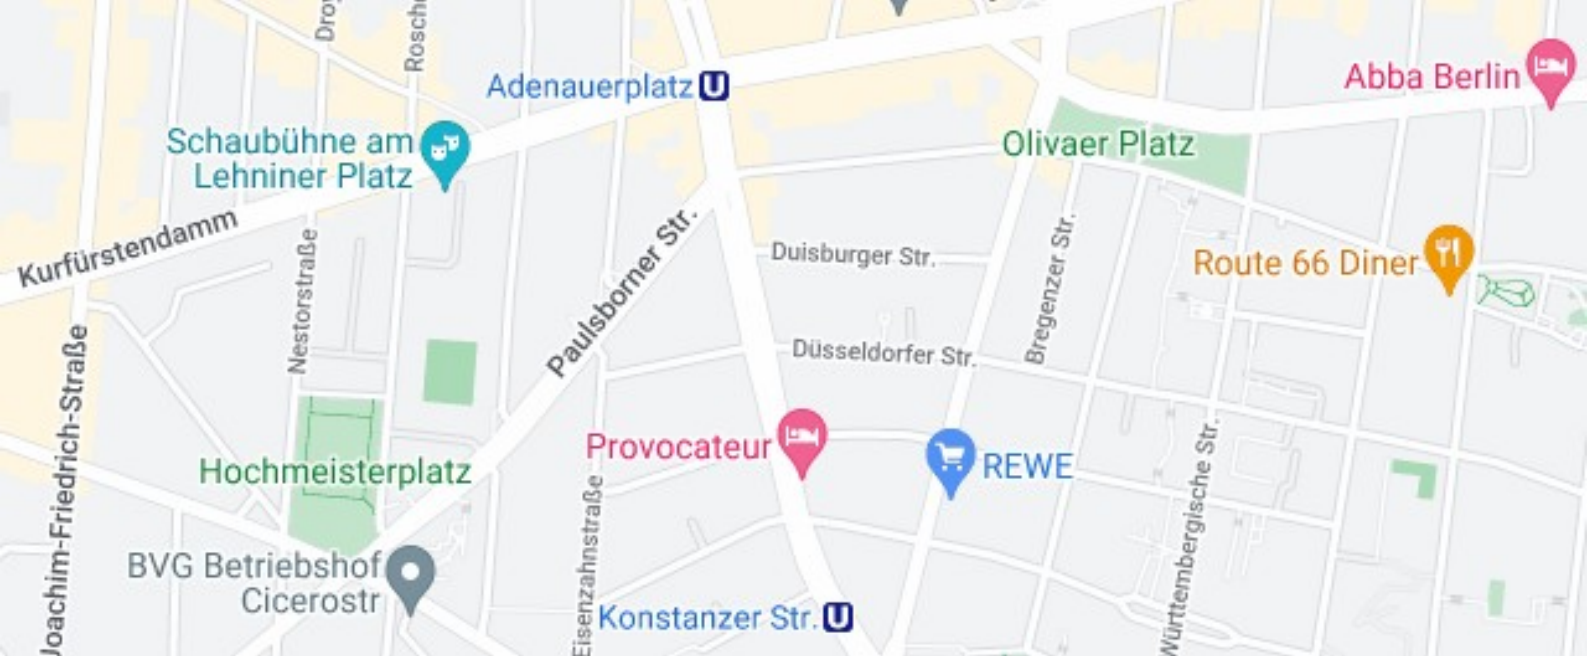 Adenauerplatz
U
Abba Berlin
Schaubühne am
Lehniner Platz
Olivaer Platz
Kurfürstendamm
Nestorstraße
Paulsborner Str.
Duisburger Str.
Bregenzer Str.
Route 66 Diner
Joachim-Friedrich-Straße
Düsseldorfer Str.
Provocateur
REWE
Hochmeisterplatz
Württembergische Str.
Eisenzahnstraße
BVG Betriebshof
Cicerostr
Konstanzer Str.
U